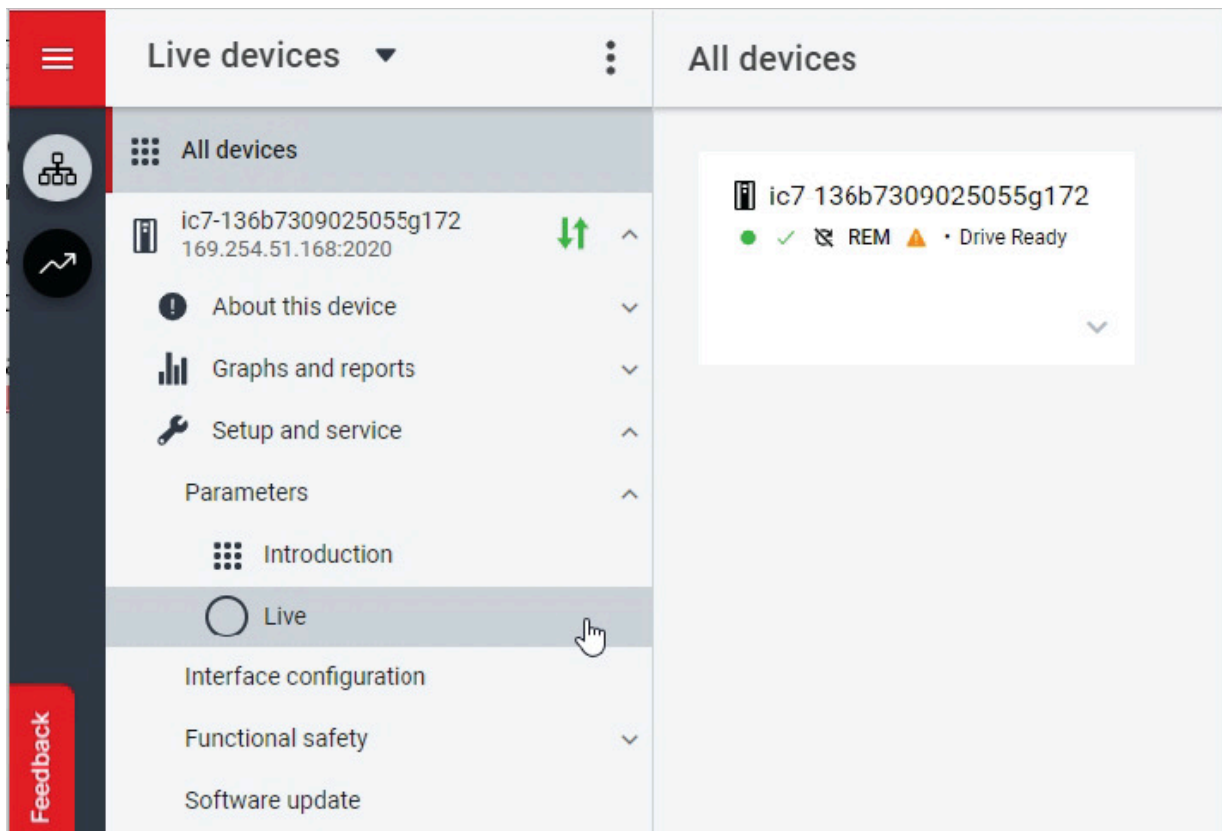 Live devices
All devices
All devices
ic7-136b7309025055g172
169.254.51.168:2020
About this device
Graphs and reports
Setup and service
Parameters
Introduction
Live
Interface configuration
Functional safety
Software update
Feedback
ic7-136b7309025055g172
REM • Drive Ready